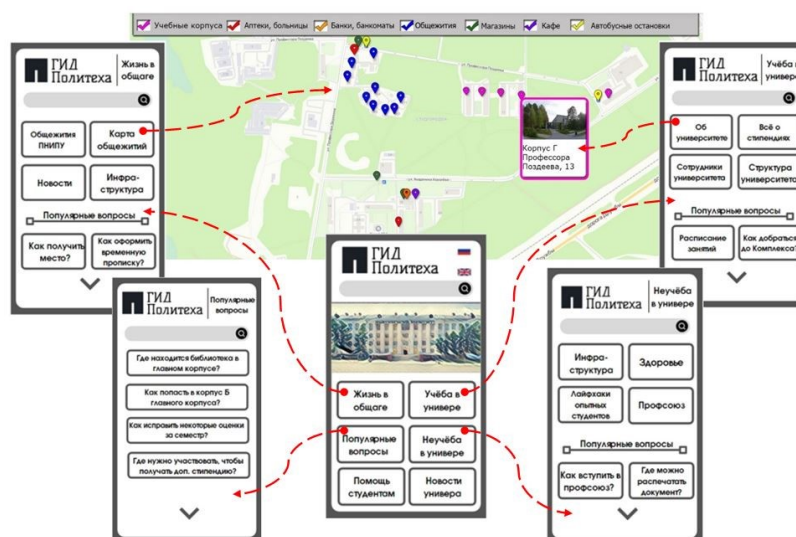 Учебные корпуса
Аптеки, больницы
Банки, банкоматы
Общежития
Магазины
Кафе
Автобусные остановки
ГИД
Политеха
Жизнь в
общаге
Общежития
ПНИПУ
Карта
общежитий
Новости
Инфра-
структура
Популярные вопросы
Как получить
место?
Как оформить
временную
прописку?
Корпус Г
Профессора
Поздеева, 13
ГИД
Политеха
Учёба в
универе
Об
университете
Всё о
стипендиях
Сотрудники
университета
Структура
университета
Популярные вопросы
Расписание
занятий
Как добраться
до Комплекса?
ГИД
Политеха
Популярные
вопросы
Где находится библиотека в
главном корпусе?
Как попасть в корпус Б
главного корпуса?
Как исправить некоторые оценки
за семестр?
Где нужно участвовать, чтобы
получать доп. стипендию?
ГИД
Политеха
Жизнь в
общаге
Учёба в
универе
Популярные
вопросы
Неучёба
в универе
Помощь
студентам
Новости
универа
ГИД
Политеха
Неучёба
в универе
Инфра-
структура
Здоровье
Лайфхаки
опытных
студентов
Профсоюз
Популярные вопросы
Как вступить в
профсоюз?
Где можно
распечатать
документ?